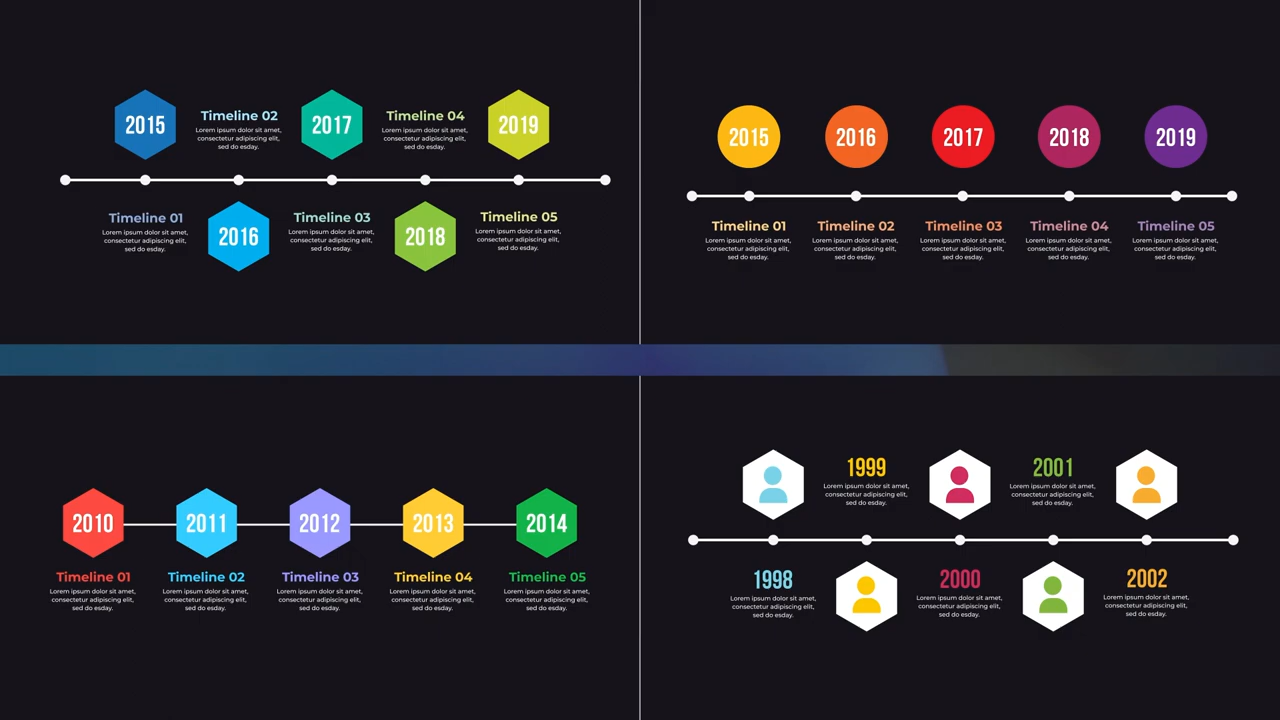 2015
Timeline 02
Lorem ipsum dolor sit amet,
consectetur adipiscing elit,
sed do esday.
2017
Timeline 04
Lorem ipsum dolor sit amet,
consectetur adipiscing elit,
sed do esday.
2019
Timeline 01
Lorem ipsum dolor sit amet,
consectetur adipiscing elit,
sed do esday.
2016
Timeline 03
Lorem ipsum dolor sit amet,
consectetur adipiscing elit,
sed do esday.
2018
Timeline 05
Lorem ipsum dolor sit amet,
consectetur adipiscing elit,
sed do esday.
2015
2016
2017
2018
2019
Timeline 01
Lorem ipsum dolor sit amet,
consectetur adipiscing elit,
sed do esday.
Timeline 02
Lorem ipsum dolor sit amet,
consectetur adipiscing elit,
sed do esday.
Timeline 03
Lorem ipsum dolor sit amet,
consectetur adipiscing elit,
sed do esday.
Timeline 04
Lorem ipsum dolor sit amet,
consectetur adipiscing elit,
sed do esday.
Timeline 05
Lorem ipsum dolor sit amet,
consectetur adipiscing elit,
sed do esday.
2010
2011
2012
2013
2014
Timeline 01
Lorem ipsum dolor sit amet,
consectetur adipiscing elit,
sed do esday.
Timeline 02
Lorem ipsum dolor sit amet,
consectetur adipiscing elit,
sed do esday.
Timeline 03
Lorem ipsum dolor sit amet,
consectetur adipiscing elit,
sed do esday.
Timeline 04
Lorem ipsum dolor sit amet,
consectetur adipiscing elit,
sed do esday.
Timeline 05
Lorem ipsum dolor sit amet,
consectetur adipiscing elit,
sed do esday.
1999
Lorem ipsum dolor sit amet,
consectetur adipiscing elit,
sed do esday.
2001
Lorem ipsum dolor sit amet,
consectetur adipiscing elit,
sed do esday.
1998
Lorem ipsum dolor sit amet,
consectetur adipiscing elit,
sed do esday.
2000
Lorem ipsum dolor sit amet,
consectetur adipiscing elit,
sed do esday.
2002
Lorem ipsum dolor sit amet,
consectetur adipiscing elit,
sed do esday.